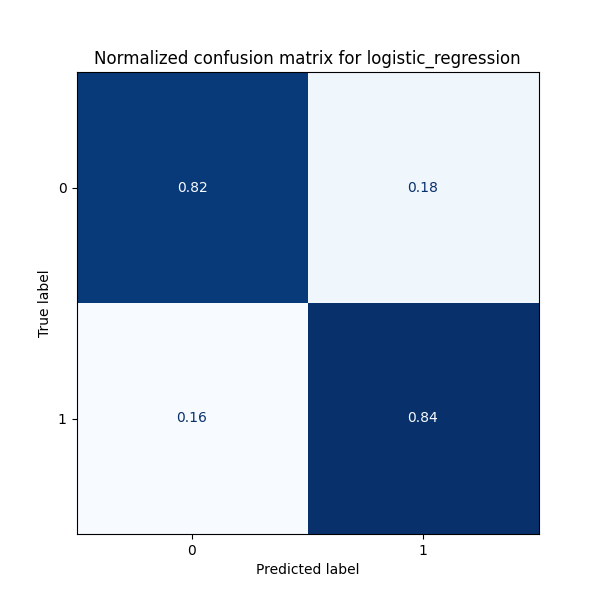 Normalized confusion matrix for logistic_regression
0
0.82
0.18
True label
1
0.16
0.84
0
1
Predicted label